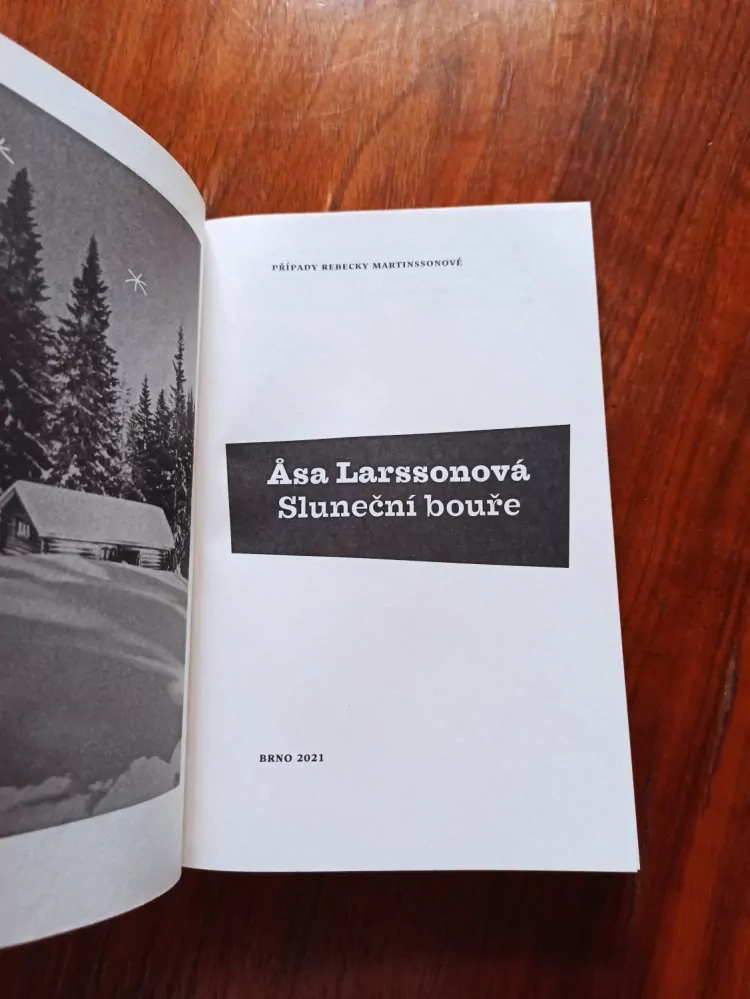 PŘÍPADY REBECKY MARTINSSONOVÉ
Åsa Larssonová
Sluneční bouře
BRNO 2021